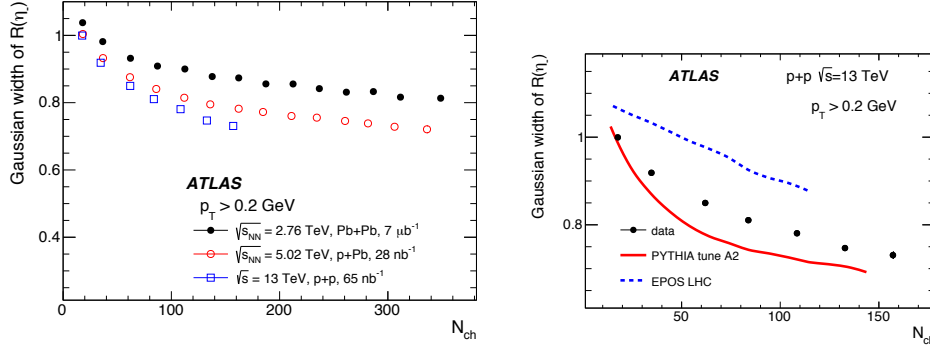 Gaussian width of R(η_)
1
0.8
0.6
0.4
0
100
200
300
N_ch
ATLAS
p_T > 0.2 GeV
√s_NN = 2.76 TeV, Pb+Pb, 7 μb⁻¹
√s_NN = 5.02 TeV, p+Pb, 28 nb⁻¹
√s = 13 TeV, p+p, 65 nb⁻¹
Gaussian width of R(η_)
1
0.8
50
100
150
N_ch
ATLAS
p+p √s=13 TeV
p_T > 0.2 GeV
data
PYTHIA tune A2
EPOS LHC